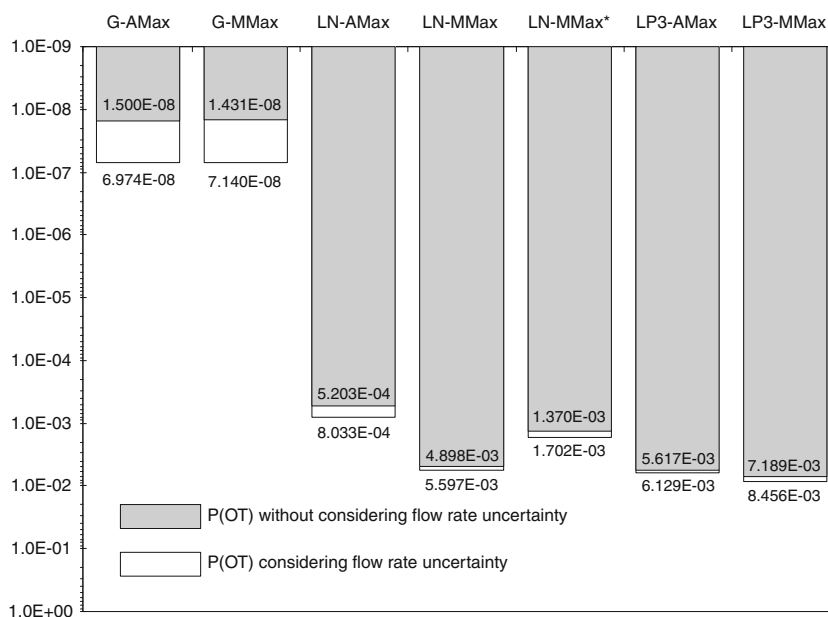 G-AMax G-MMax LN-AMax LN-MMax LN-MMax* LP3-AMax LP3-MMax
1.0E-09
1.0E-08
1.0E-07
1.0E-06
1.0E-05
1.0E-04
1.0E-03
1.0E-02
1.0E-01
1.0E+00
1.500E-08
6.974E-08
1.431E-08
7.140E-08
5.203E-04
8.033E-04
4.898E-03
5.597E-03
1.370E-03
1.702E-03
5.617E-03
6.129E-03
7.189E-03
8.456E-03
P(OT) without considering flow rate uncertainty
P(OT) considering flow rate uncertainty